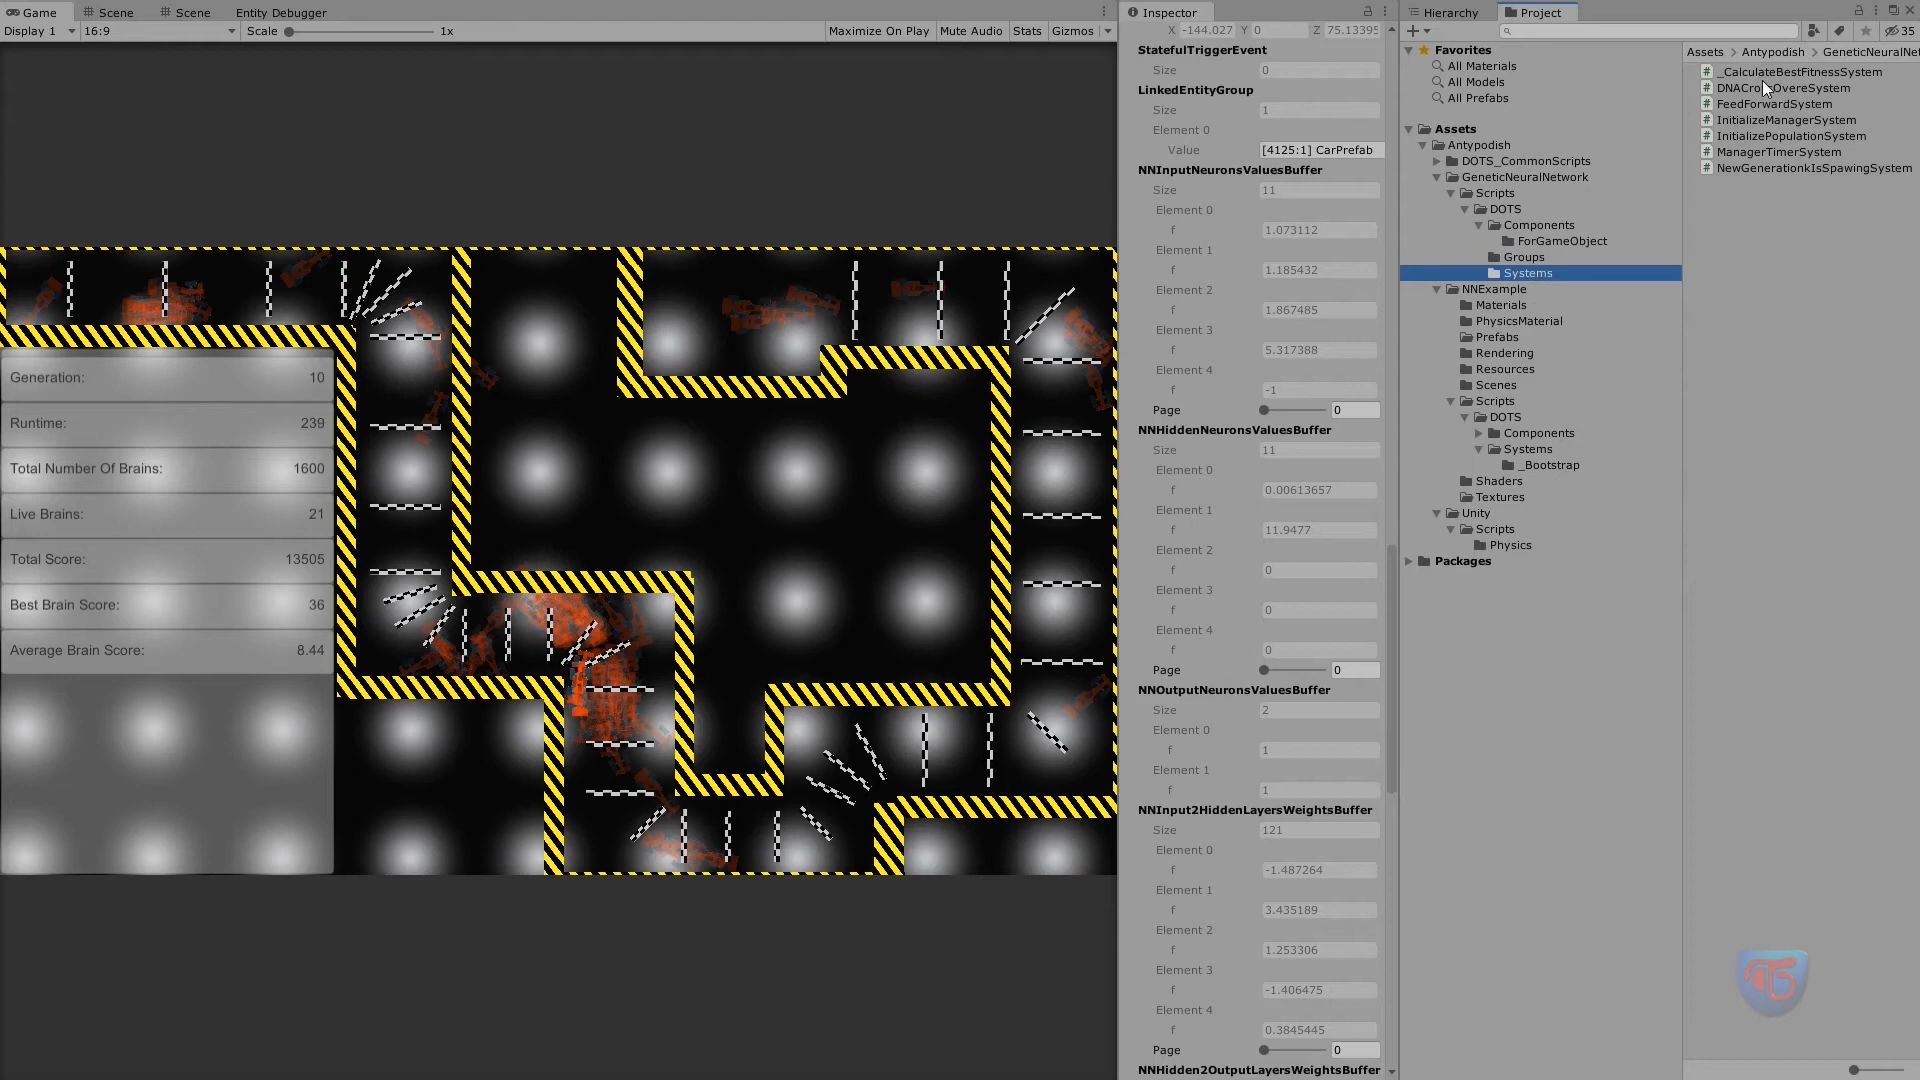 Game
Scene
Scene
Entity Debugger
Display 1
16:9
Scale
1x
Maximize On Play
Mute Audio
Stats
Gizmos
Generation:
10
Runtime:
239
Total Number Of Brains:
1600
Live Brains:
21
Total Score:
13505
Best Brain Score:
36
Average Brain Score:
8.44
Inspector
X -144.027 Y 0 Z 75.13395
StatefulTriggerEvent
Size 0
LinkedEntityGroup
Size 1
Element 0
Value [4125:1] CarPrefab
NNInputNeuronsValuesBuffer
Size 11
Element 0
f 1.073112
Element 1
f 1.185432
Element 2
f 1.867485
Element 3
f 5.317388
Element 4
f -1
Page 0
NNHiddenNeuronsValuesBuffer
Size 11
Element 0
f 0.00613657
Element 1
f 11.9477
Element 2
f 0
Element 3
f 0
Element 4
f 0
Page 0
NNOutputNeuronsValuesBuffer
Size 2
Element 0
f 1
Element 1
f 1
NNInput2HiddenLayersWeightsBuffer
Size 121
Element 0
f -1.487264
Element 1
f 3.435189
Element 2
f 1.253306
Element 3
f -1.406475
Element 4
f 0.3845445
Page 0
NNHidden2OutputLayersWeightsBuffer
Hierarchy
Project
35
Favorites
All Materials
All Models
All Prefabs
Assets
Antypodish
DOTS_CommonScripts
GeneticNeuralNetwork
Scripts
DOTS
Components
ForGameObject
Groups
Systems
NNExample
Materials
PhysicsMaterial
Prefabs
Rendering
Resources
Scenes
Scripts
DOTS
Components
Systems
_Bootstrap
Shaders
Textures
Unity
Scripts
Physics
Packages
Assets > Antypodish > GeneticNeuralNet
_CalculateBestFitnessSystem
FeedForwardSystem
InitializeManagerSystem
InitializePopulationSystem
ManagerTimerSystem
NewGenerationkIsSpawingSystem